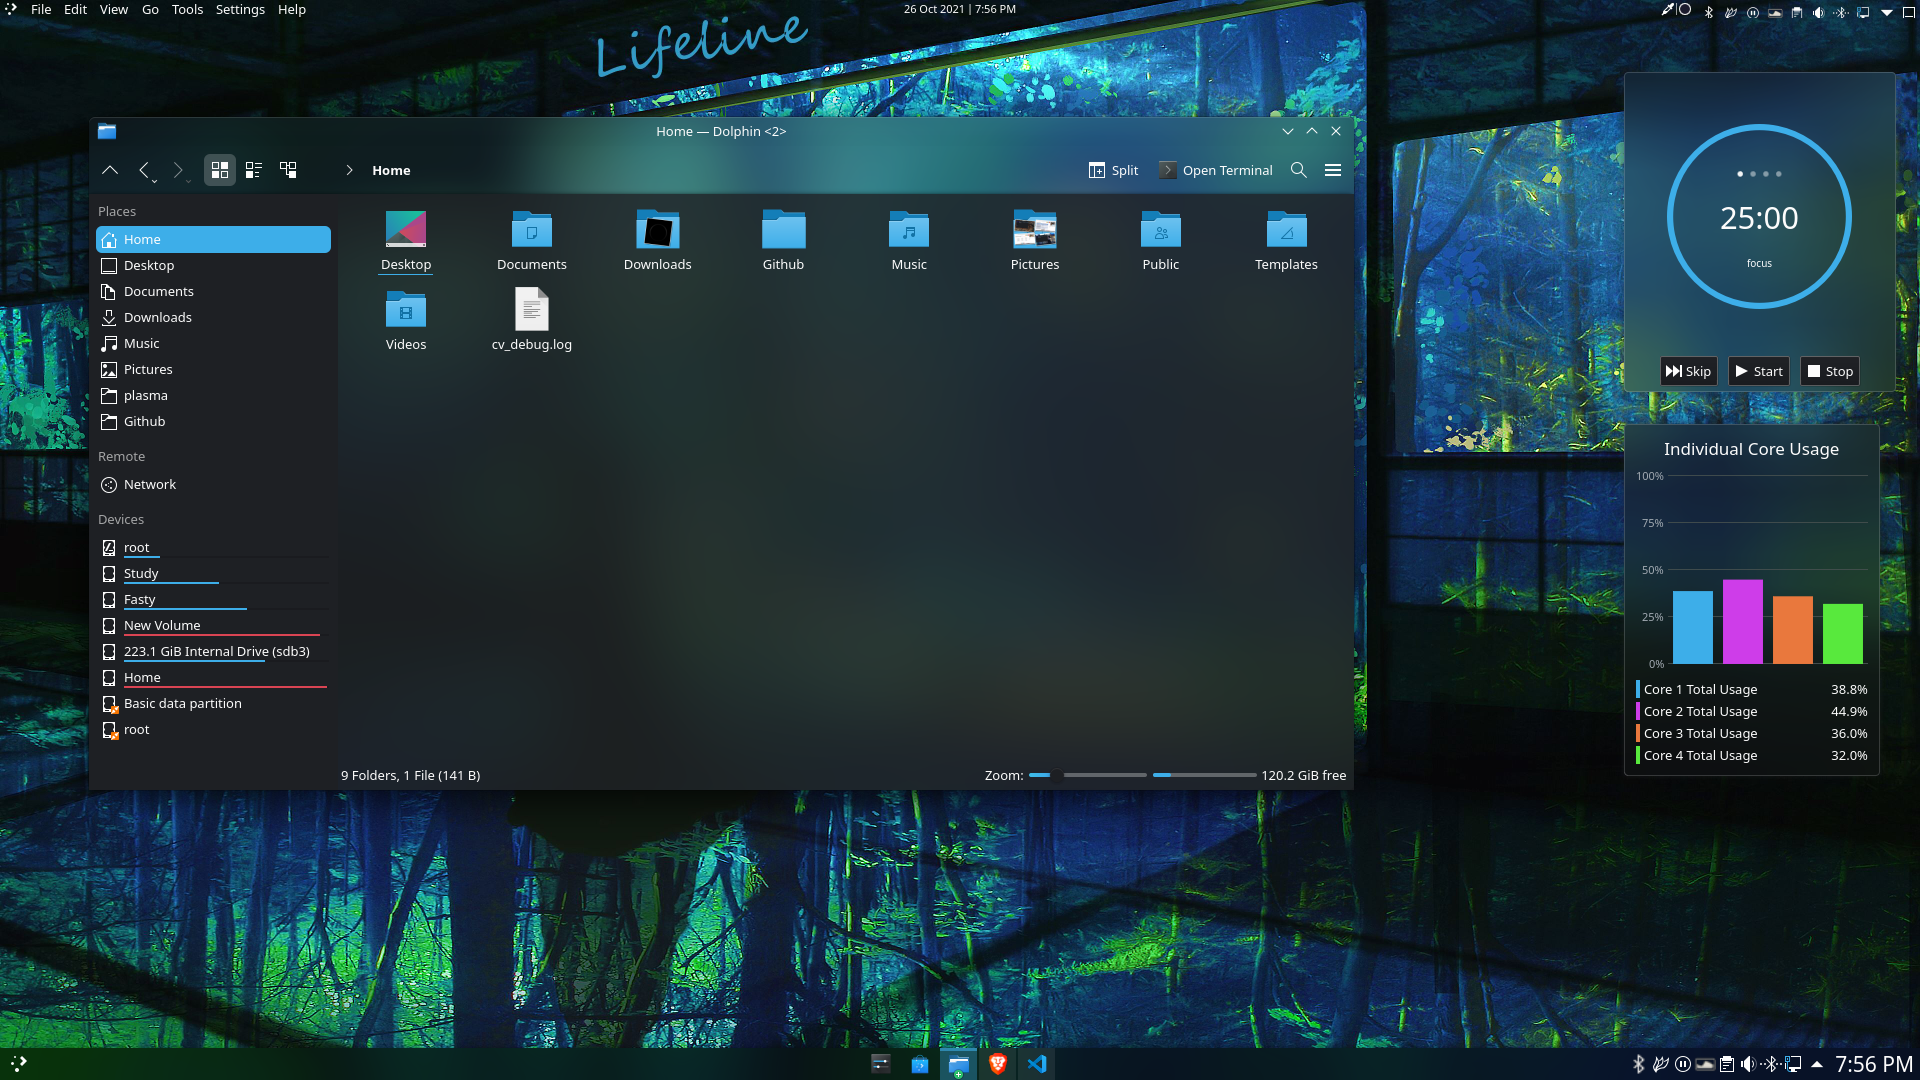 File Edit View Go Tools Settings Help
26 Oct 2021 | 7:56 PM
Lifeline
Home — Dolphin <2>
Home
Split
Open Terminal
Places
Home
Desktop
Documents
Downloads
Music
Pictures
plasma
Github
Remote
Network
Devices
root
Study
Fasty
New Volume
223.1 GiB Internal Drive (sdb3)
Home
Basic data partition
root
Desktop Documents Downloads Github Music Pictures Public Templates
Videos cv_debug.log
9 Folders, 1 File (141 B)
Zoom:
120.2 GiB free
25:00
focus
Skip Start Stop
Individual Core Usage
100%
75%
50%
25%
0%
Core 1 Total Usage 38.8%
Core 2 Total Usage 44.9%
Core 3 Total Usage 36.0%
Core 4 Total Usage 32.0%
7:56 PM